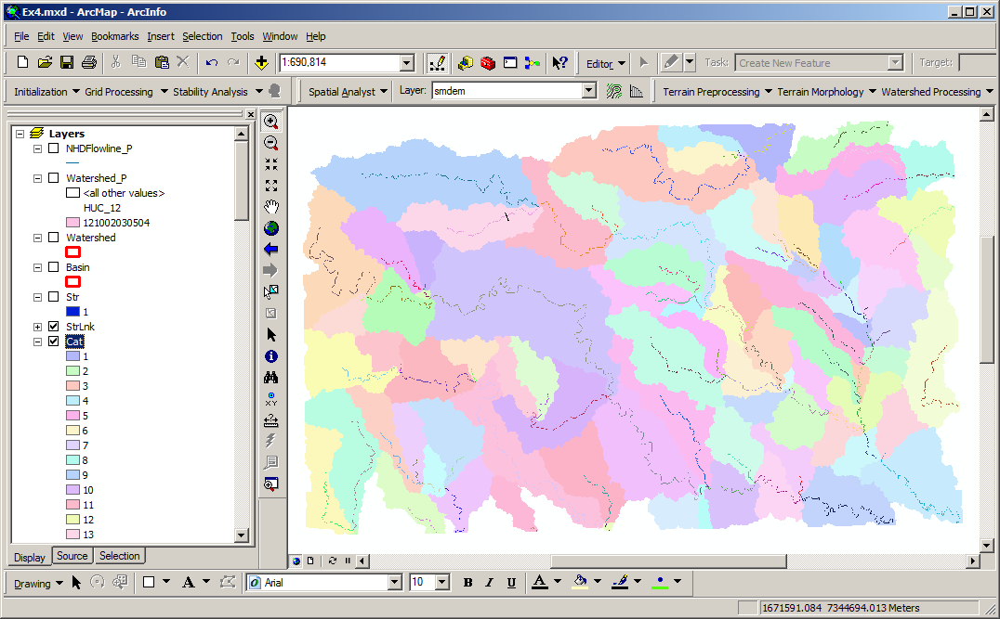 Ex4.mxd - ArcMap - ArcInfo
File Edit View Bookmarks Insert Selection Tools Window Help
1:690,814 Editor Task: Create New Feature Target:
Initialization Grid Processing Stability Analysis Spatial Analyst Layer: smdem Terrain Preprocessing Terrain Morphology Watershed Processing
Layers
NHDFlowline_P
Watershed_P
<all other values>
HUC_12
121002030504
Watershed
Basin
Str
1
StrLnk
Cat
1
2
3
4
5
6
7
8
9
10
11
12
13
Display Source Selection
Drawing A Arial 10 B I U A
1671591.084 7344694.013 Meters